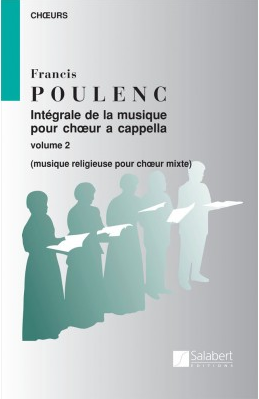 CHŒURS
Francis
POULENC
Intégrale de la musique
pour chœur a cappella
volume 2
(musique religieuse pour chœur mixte)
Salabert
EDITIONS